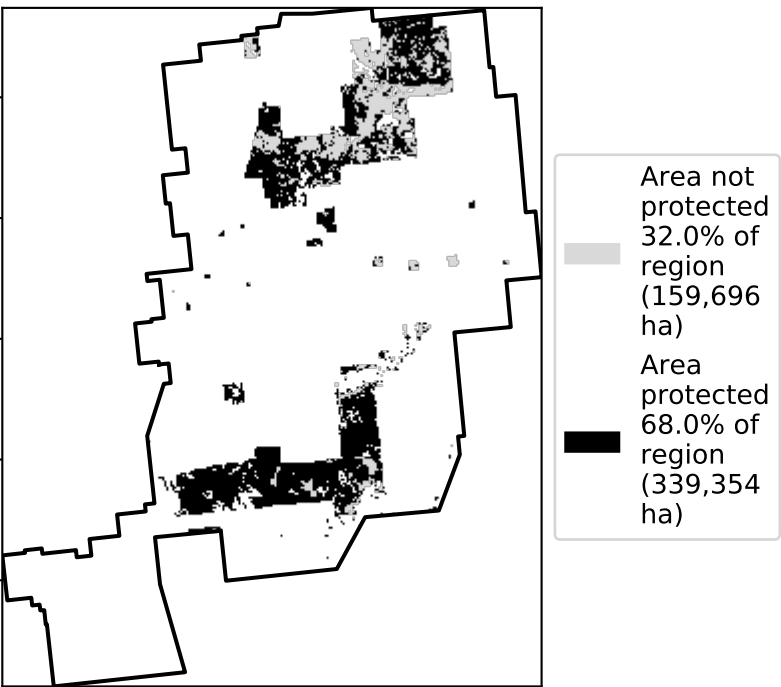 Area not
protected
32.0% of
region
(159,696
ha)
Area
protected
68.0% of
region
(339,354
ha)